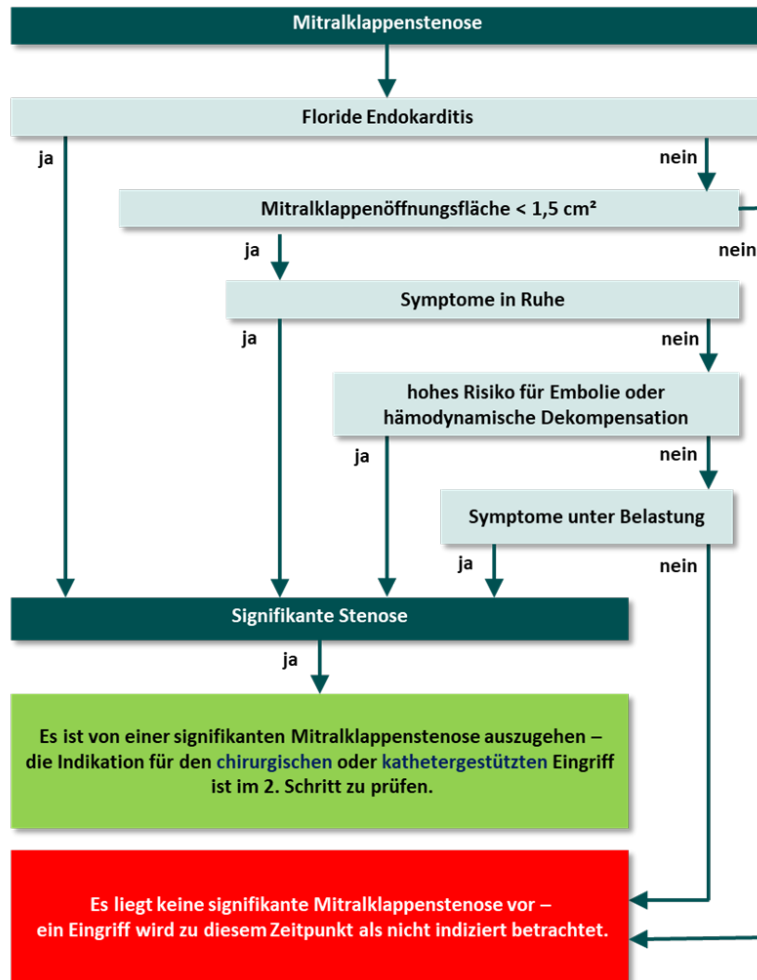 Mitralklappenstenose
Floride Endokarditis
ja
nein
Mitralklappenöffnungsfläche < 1,5 cm²
ja
nein
Symptome in Ruhe
ja
nein
hohes Risiko für Embolie oder
hämodynamische Dekompensation
ja
nein
Symptome unter Belastung
ja
nein
Signifikante Stenose
ja
Es ist von einer signifikanten Mitralklappenstenose auszugehen –
die Indikation für den chirurgischen oder kathetergestützten Eingriff
ist im 2. Schritt zu prüfen.
Es liegt keine signifikante Mitralklappenstenose vor –
ein Eingriff wird zu diesem Zeitpunkt als nicht indiziert betrachtet.